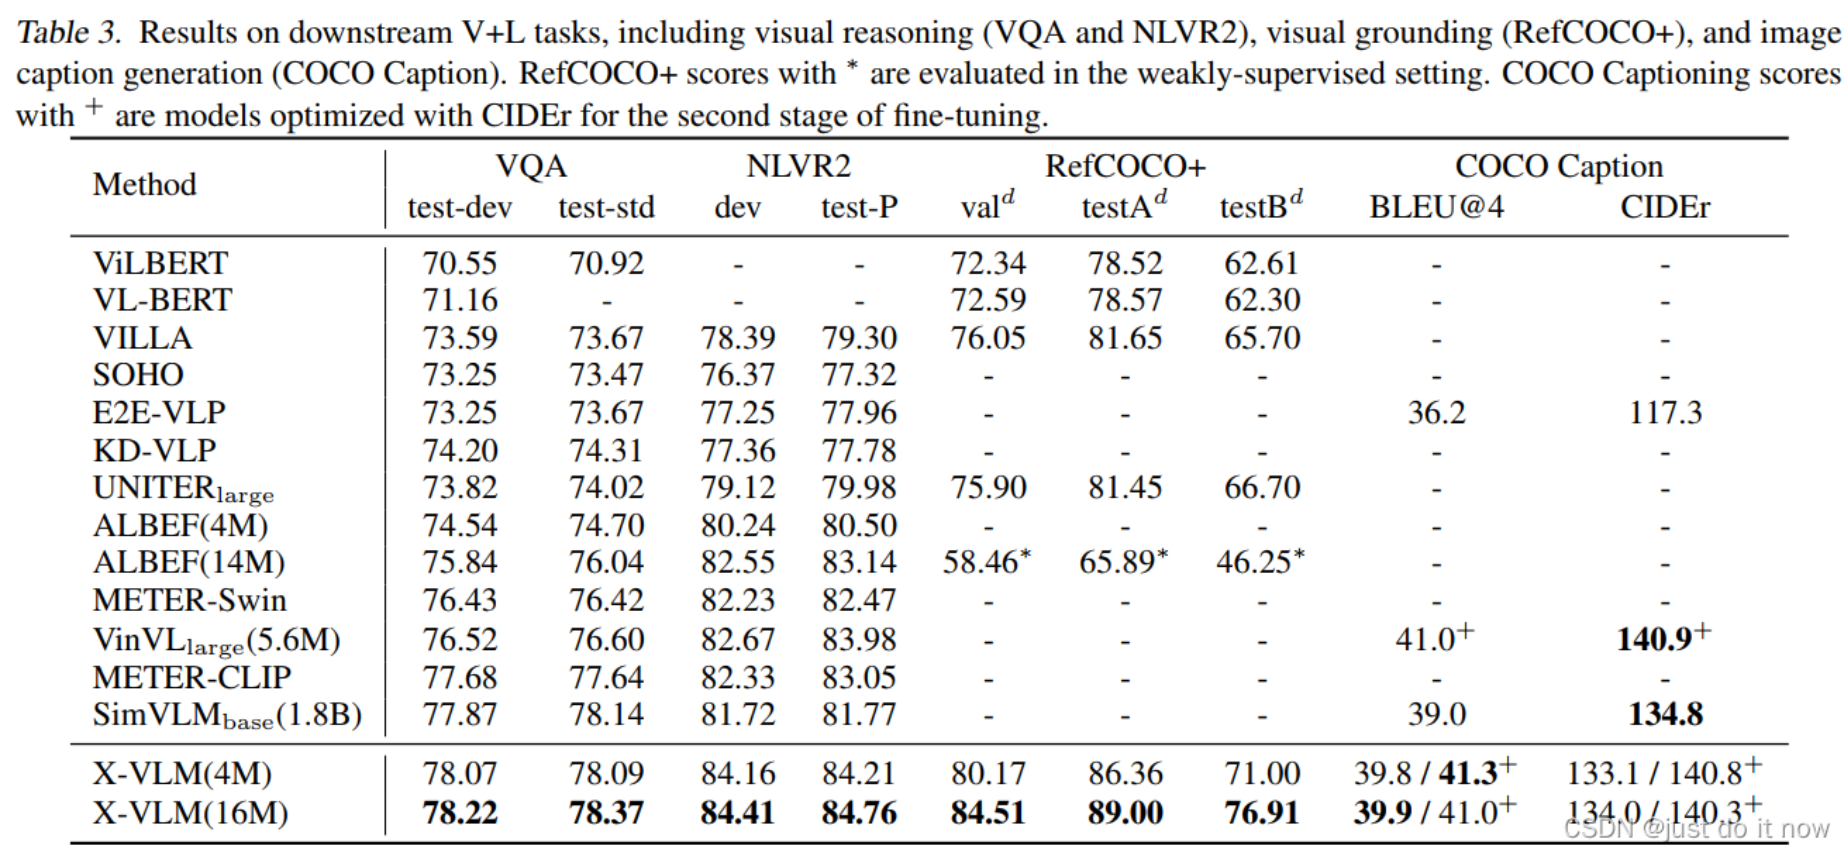 Table 3. Results on downstream V+L tasks, including visual reasoning (VQA and NLVR2), visual grounding (RefCOCO+), and image
caption generation (COCO Caption). RefCOCO+ scores with * are evaluated in the weakly-supervised setting. COCO Captioning scores
with + are models optimized with CIDEr for the second stage of fine-tuning.
Method VQA NLVR2 RefCOCO+ COCO Caption
test-dev test-std dev test-P val^d testA^d testB^d BLEU@4 CIDEr
ViLBERT 70.55 70.92 - - 72.34 78.52 62.61 - -
VL-BERT 71.16 - - - 72.59 78.57 62.30 - -
VILLA 73.59 73.67 78.39 79.30 76.05 81.65 65.70 - -
SOHO 73.25 73.47 76.37 77.32 - - - - -
E2E-VLP 73.25 73.67 77.25 77.96 - - - 36.2 117.3
KD-VLP 74.20 74.31 77.36 77.78 - - - - -
UNITERlarge 73.82 74.02 79.12 79.98 75.90 81.45 66.70 - -
ALBEF(4M) 74.54 74.70 80.24 80.50 - - - - -
ALBEF(14M) 75.84 76.04 82.55 83.14 58.46* 65.89* 46.25* - -
METER-Swin 76.43 76.42 82.23 82.47 - - - - -
VinVLlarge(5.6M) 76.52 76.60 82.67 83.98 - - - 41.0+ 140.9+
METER-CLIP 77.68 77.64 82.33 83.05 - - - - -
SimVLMbase(1.8B) 77.87 78.14 81.72 81.77 - - - 39.0 134.8
X-VLM(4M) 78.07 78.09 84.16 84.21 80.17 86.36 71.00 39.8 / 41.3+ 133.1 / 140.8+
X-VLM(16M) 78.22 78.37 84.41 84.76 84.51 89.00 76.91 39.9 / 41.0+ 134.0 / 140.3+
CSDN @just do it now